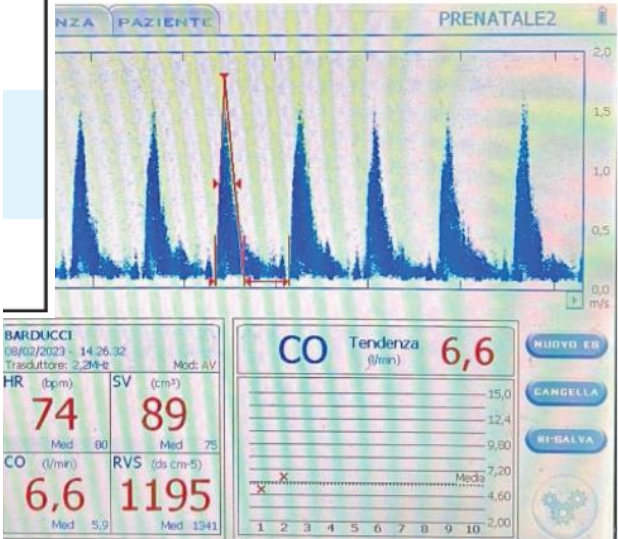 NZA PAZIENTE PRENATALE2
2,0
1,5
1,0
0,5
0,0
m/s
BARDUCCI
08/02/2023 - 14.26.32
Trasduttore: 2,2MHz Mod: AV
HR (bpm) SV (cm³)
74 89
Med 80 Med 75
CO (l/min) RVS (ds cm-5)
6,6 1195
Med 5,9 Med 1341
CO Tendenza (l/min) 6,6
15,0
12,4
9,80
7,20
Media
4,60
2,00
1 2 3 4 5 6 7 8 9 10
NUOVO ES
CANCELLA
RI-SALVA